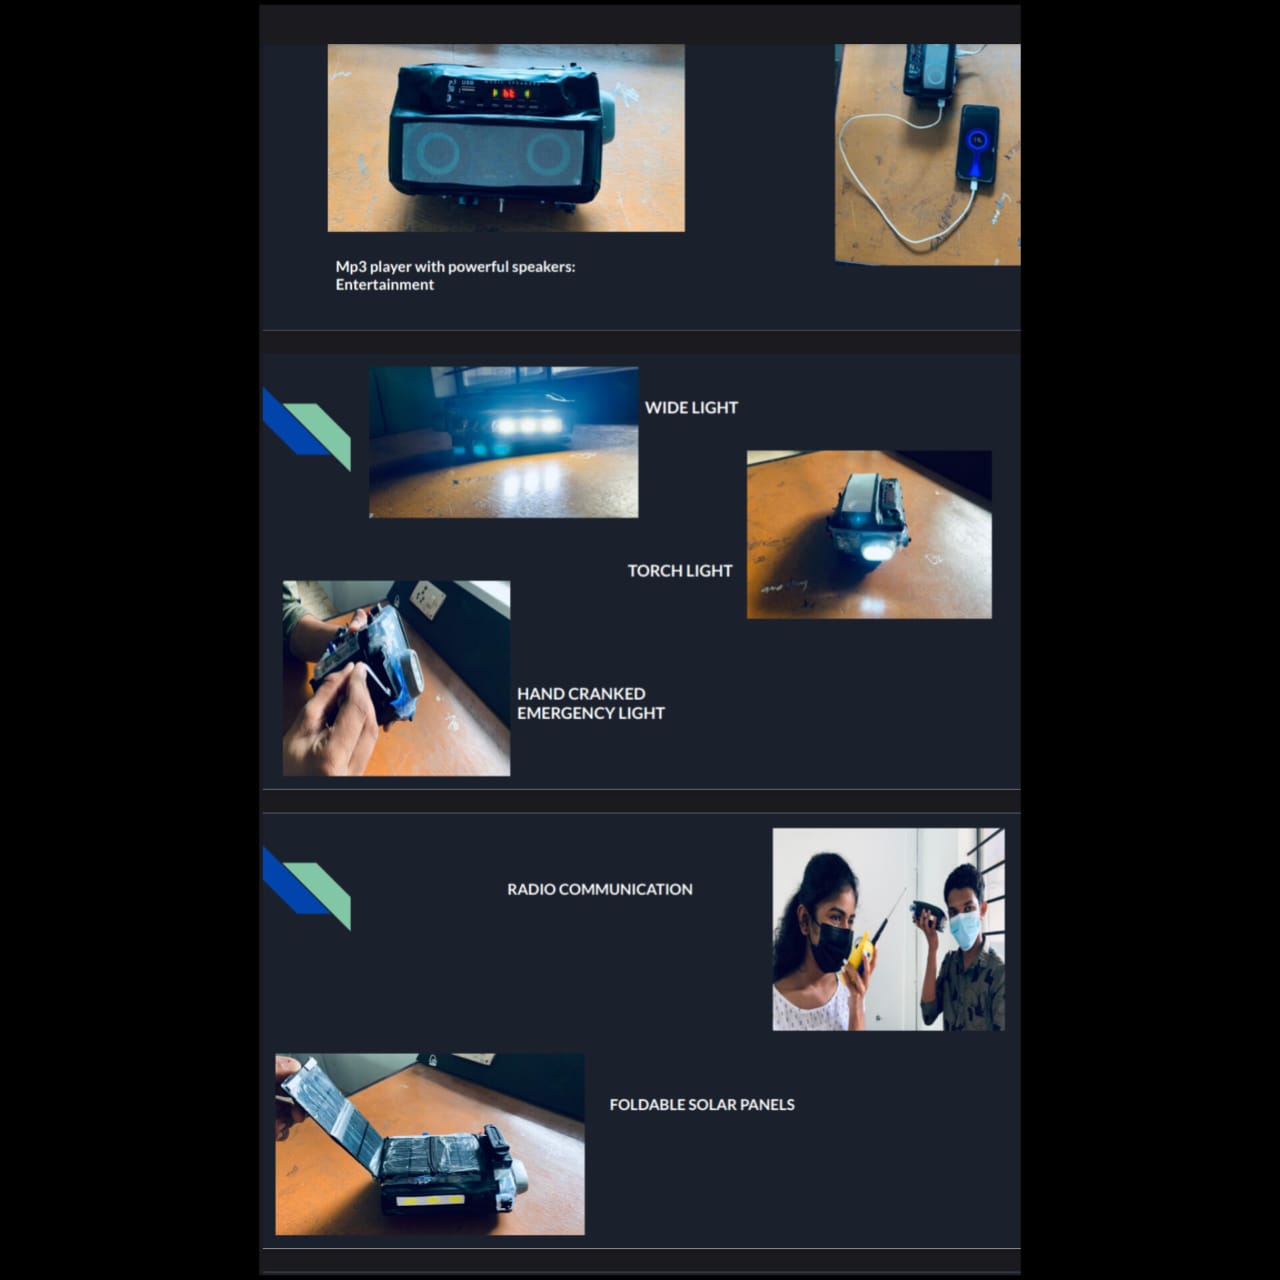 bt
Mp3 player with powerful speakers:
Entertainment
WIDE LIGHT
TORCH LIGHT
HAND CRANKED
EMERGENCY LIGHT
RADIO COMMUNICATION
FOLDABLE SOLAR PANELS